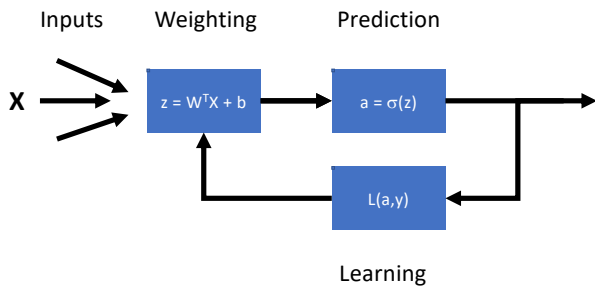 Inputs
Weighting
Prediction
X
z = WᵀX + b
a = σ(z)
L(a,y)
Learning